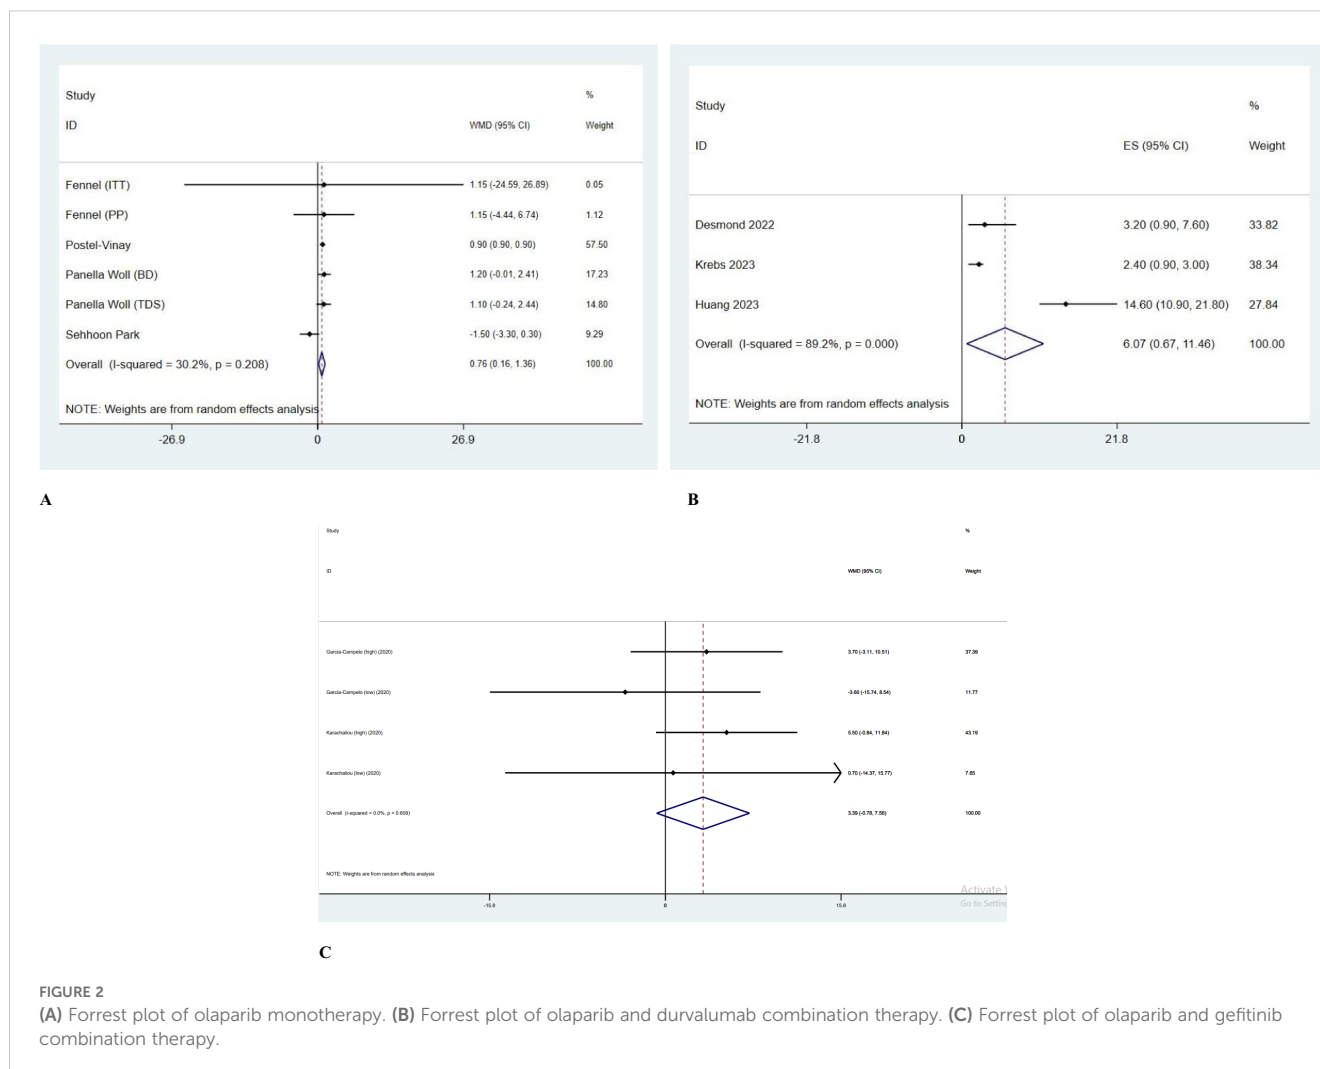 Study %
ID WMD (95% CI) Weight
Fennel (ITT) 1.15 (-24.59, 26.89) 0.05
Fennel (PP) 1.15 (-4.44, 6.74) 1.12
Postel-Vinay 0.90 (0.90, 0.90) 57.50
Panella Woll (BD) 1.20 (-0.01, 2.41) 17.23
Panella Woll (TDS) 1.10 (-0.24, 2.44) 14.80
Sehhoon Park -1.50 (-3.30, 0.30) 9.29
Overall (I-squared = 30.2%, p = 0.208) 0.76 (0.16, 1.36) 100.00
NOTE: Weights are from random effects analysis
-26.9 0 26.9
A
Study %
ID ES (95% CI) Weight
Desmond 2022 3.20 (0.90, 7.60) 33.82
Krebs 2023 2.40 (0.90, 3.00) 38.34
Huang 2023 14.60 (10.90, 21.80) 27.84
Overall (I-squared = 89.2%, p = 0.000) 6.07 (0.67, 11.46) 100.00
NOTE: Weights are from random effects analysis
-21.8 0 21.8
B
Study %
ID WMD (95% CI) Weight
Garcia-Campelo (high) (2020) 3.70 (-3.11, 10.51) 37.39
Garcia-Campelo (low) (2020) -3.60 (-15.74, 8.54) 11.77
Karachaliou (high) (2020) 5.50 (-0.84, 11.84) 43.19
Karachaliou (low) (2020) 0.70 (-14.37, 15.77) 7.65
Overall (I-squared = 0.0%, p = 0.609) 3.39 (-0.78, 7.56) 100.00
NOTE: Weights are from random effects analysis
Activate
Go to Setting
-15.8 0 15.8
C
FIGURE 2
(A) Forrest plot of olaparib monotherapy. (B) Forrest plot of olaparib and durvalumab combination therapy. (C) Forrest plot of olaparib and gefitinib
combination therapy.